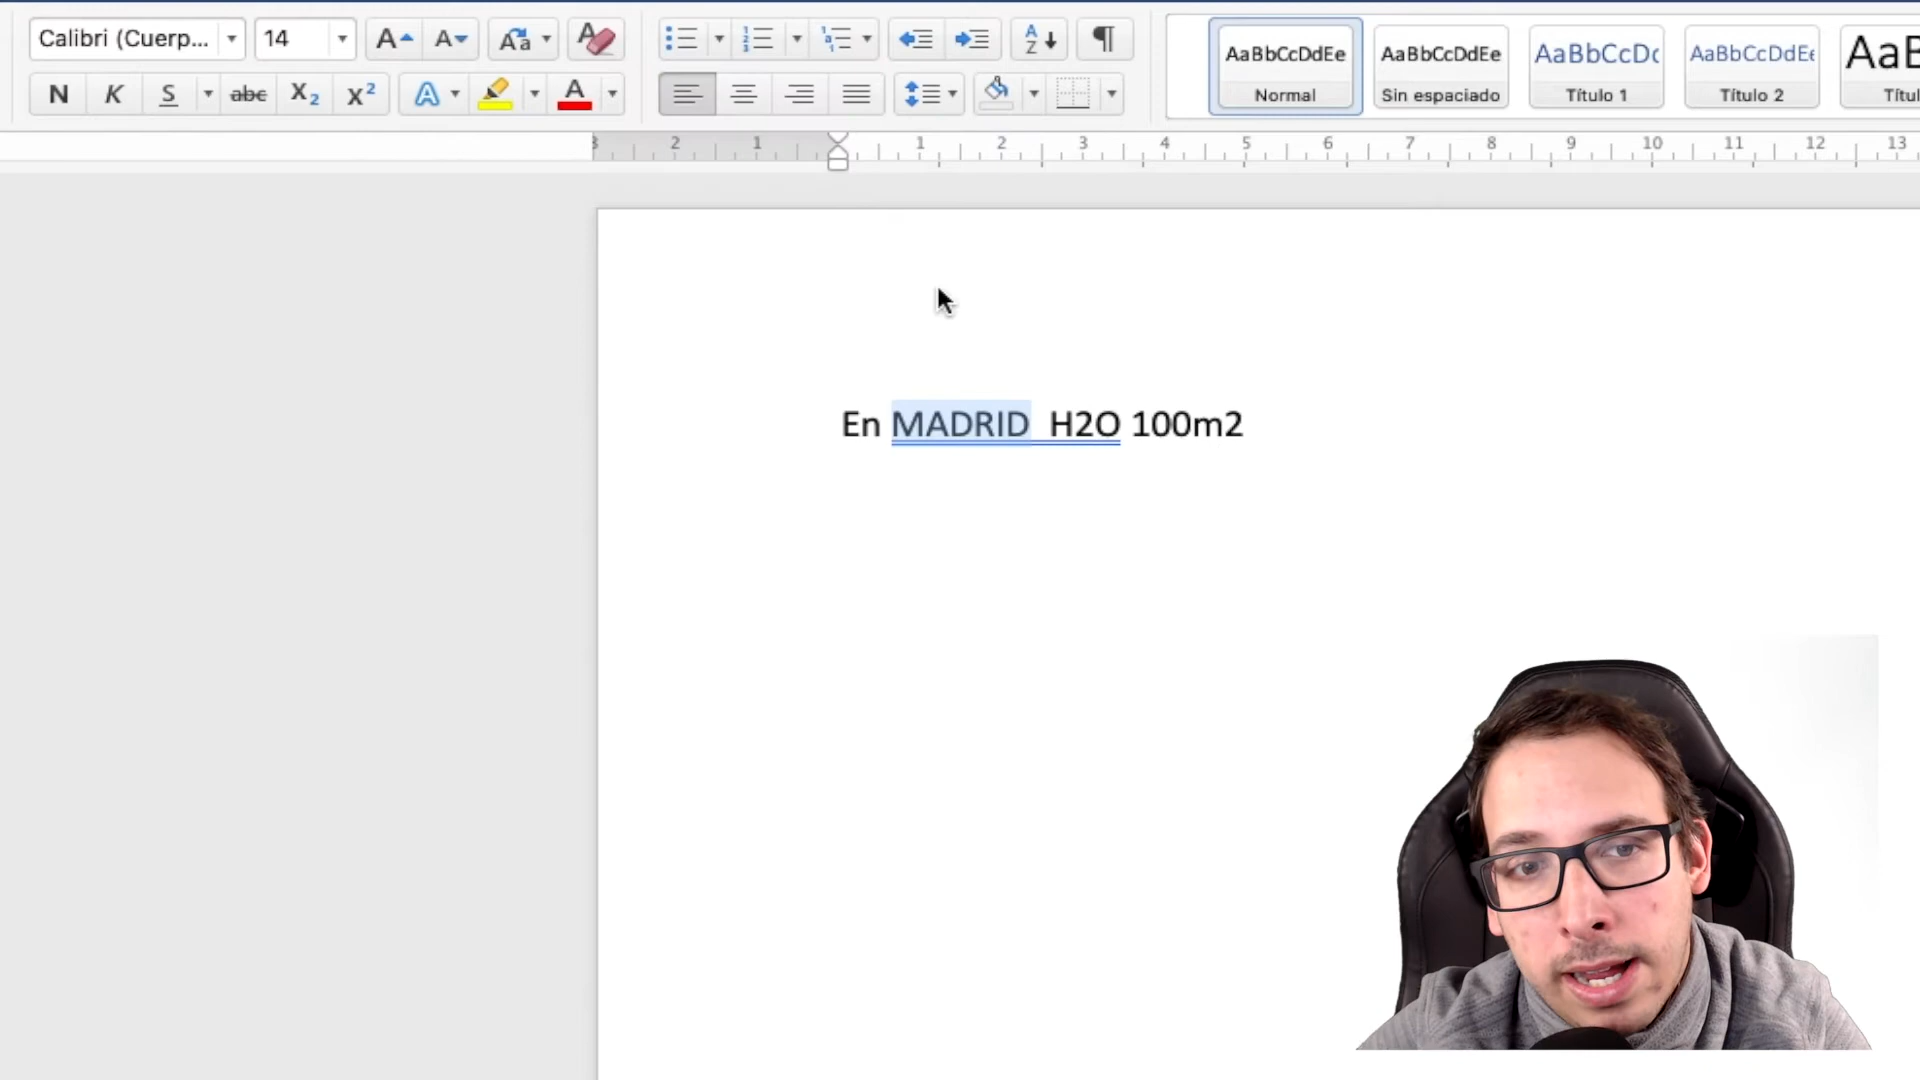 Calibri (Cuerp... 14 A A Aa A
N K S abc X2 X² A A
A Z ¶
AaBbCcDdEe AaBbCcDdEe AaBbCcDc AaBbCcDdEe AaB
Normal Sin espaciado Título 1 Título 2 Títul
3 2 1 1 2 3 4 5 6 7 8 9 10 11 12 13
En MADRID H2O 100m2